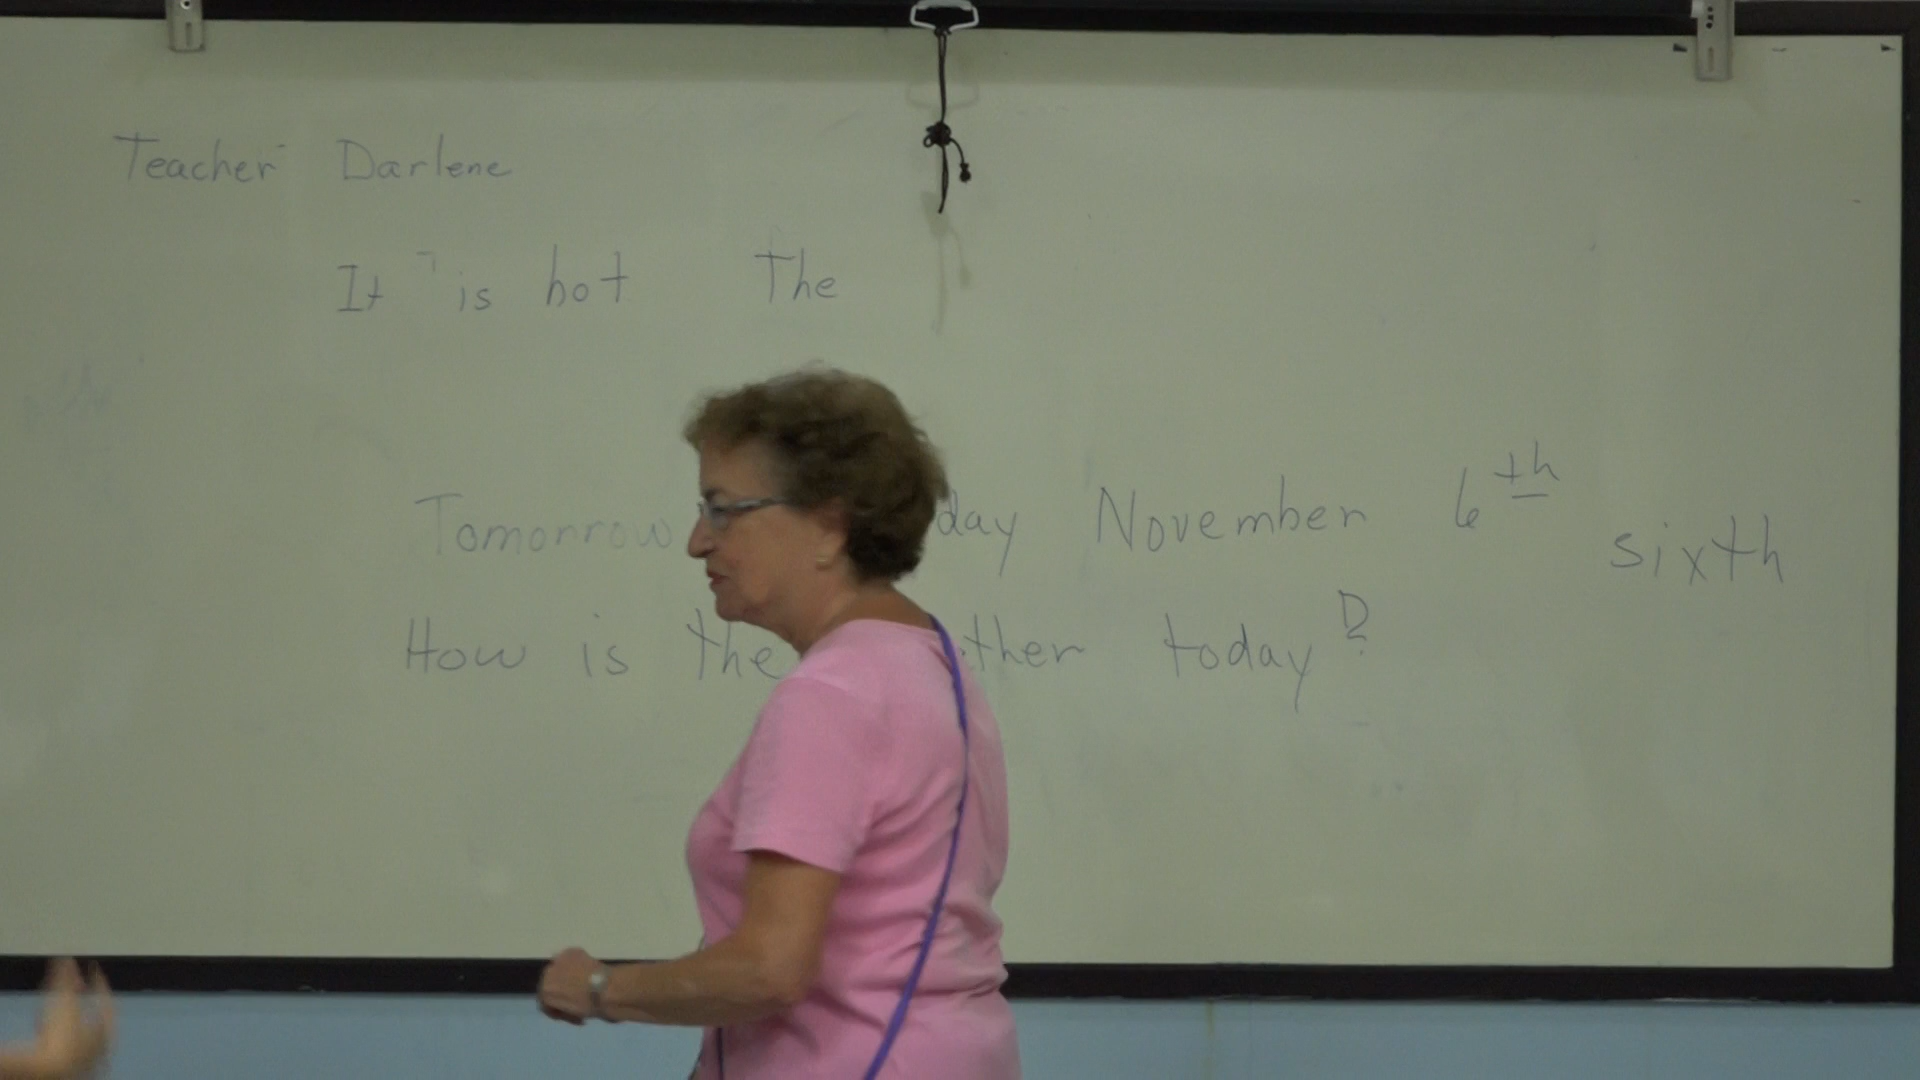 Teacher Darlene
It is hot The
Tomorrow day November 6th sixth
How is the ther today?